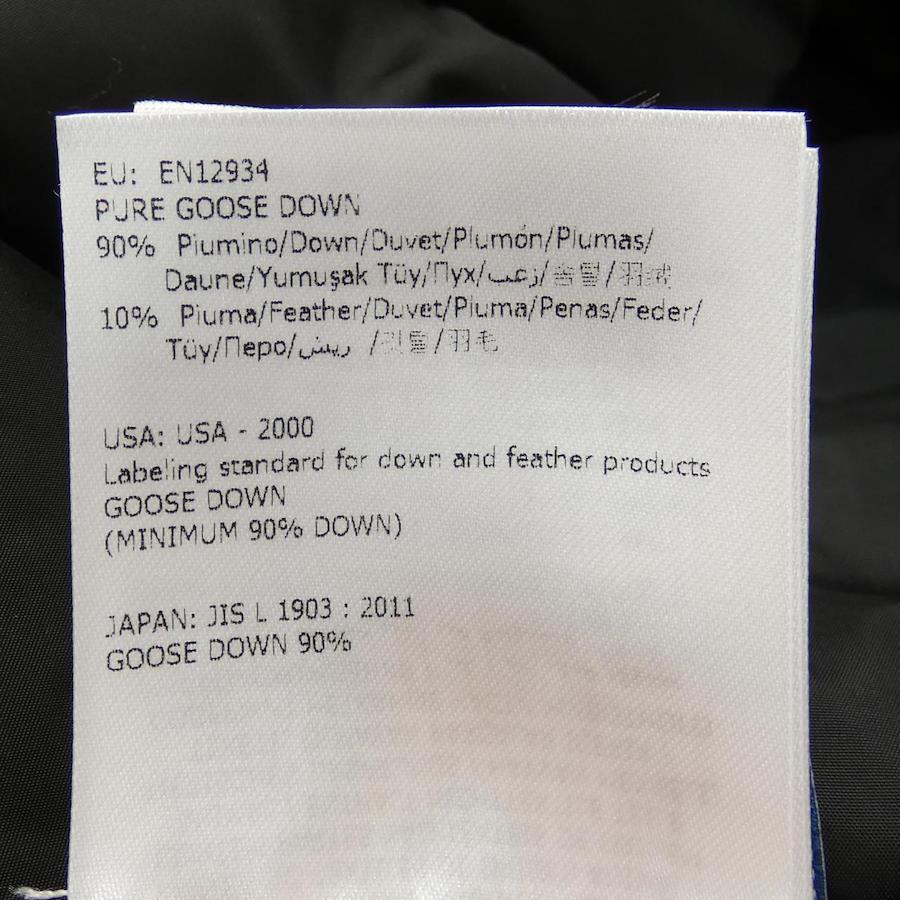 EU: EN12934
PURE GOOSE DOWN
90% Piumino/Down/Duvet/Plumón/Plumas/
Daune/Yumuşak Tüy/Пух/زغب/솜털/羽絨
10% Piuma/Feather/Duvet/Piuma/Penas/Feder/
Tüy/Перо/ريش /깃털/羽毛
USA: USA - 2000
Labeling standard for down and feather products
GOOSE DOWN
(MINIMUM 90% DOWN)
JAPAN: JIS L 1903 : 2011
GOOSE DOWN 90%